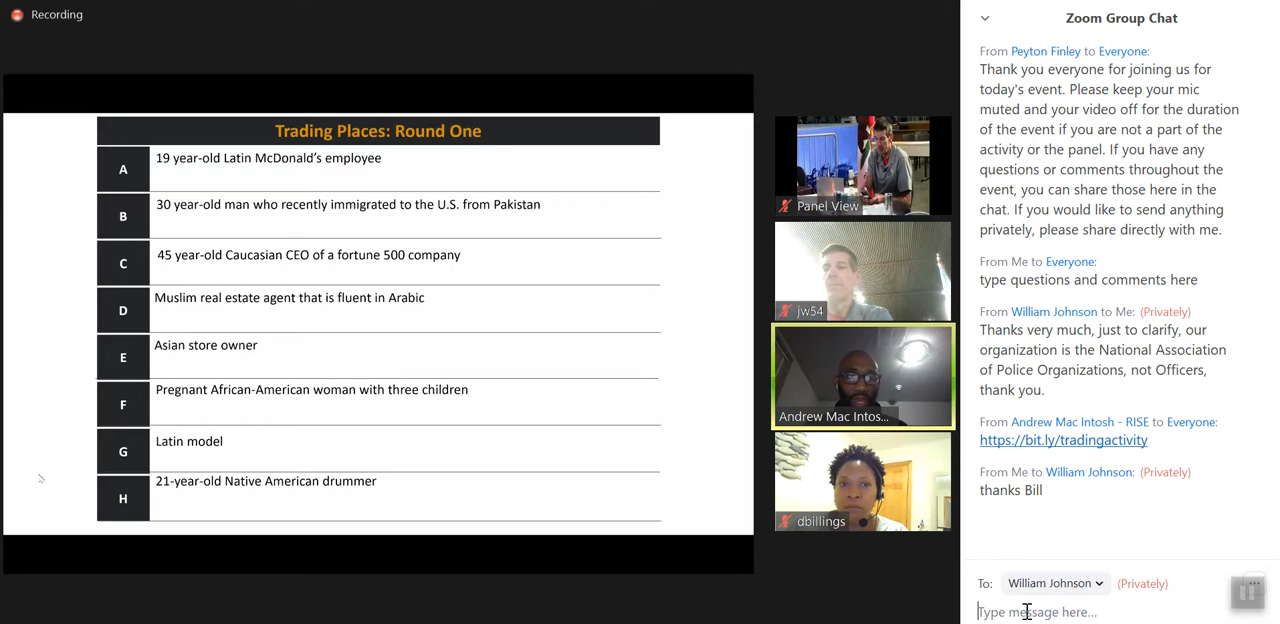 Recording
Trading Places: Round One
A 19 year-old Latin McDonald's employee
B 30 year-old man who recently immigrated to the U.S. from Pakistan
C 45 year-old Caucasian CEO of a fortune 500 company
D Muslim real estate agent that is fluent in Arabic
E Asian store owner
F Pregnant African-American woman with three children
G Latin model
H 21-year-old Native American drummer
Panel View
jw54
Andrew Mac Intos...
dbillings
Zoom Group Chat
From Peyton Finley to Everyone:
Thank you everyone for joining us for
today's event. Please keep your mic
muted and your video off for the duration
of the event if you are not a part of the
activity or the panel. If you have any
questions or comments throughout the
event, you can share those here in the
chat. If you would like to send anything
privately, please share directly with me.
From Me to Everyone:
type questions and comments here
From William Johnson to Me: (Privately)
Thanks very much, just to clarify, our
organization is the National Association
of Police Organizations, not Officers,
thank you.
From Andrew Mac Intosh - RISE to Everyone:
https://bit.ly/tradingactivity
From Me to William Johnson: (Privately)
thanks Bill
To: William Johnson (Privately)
Type message here...